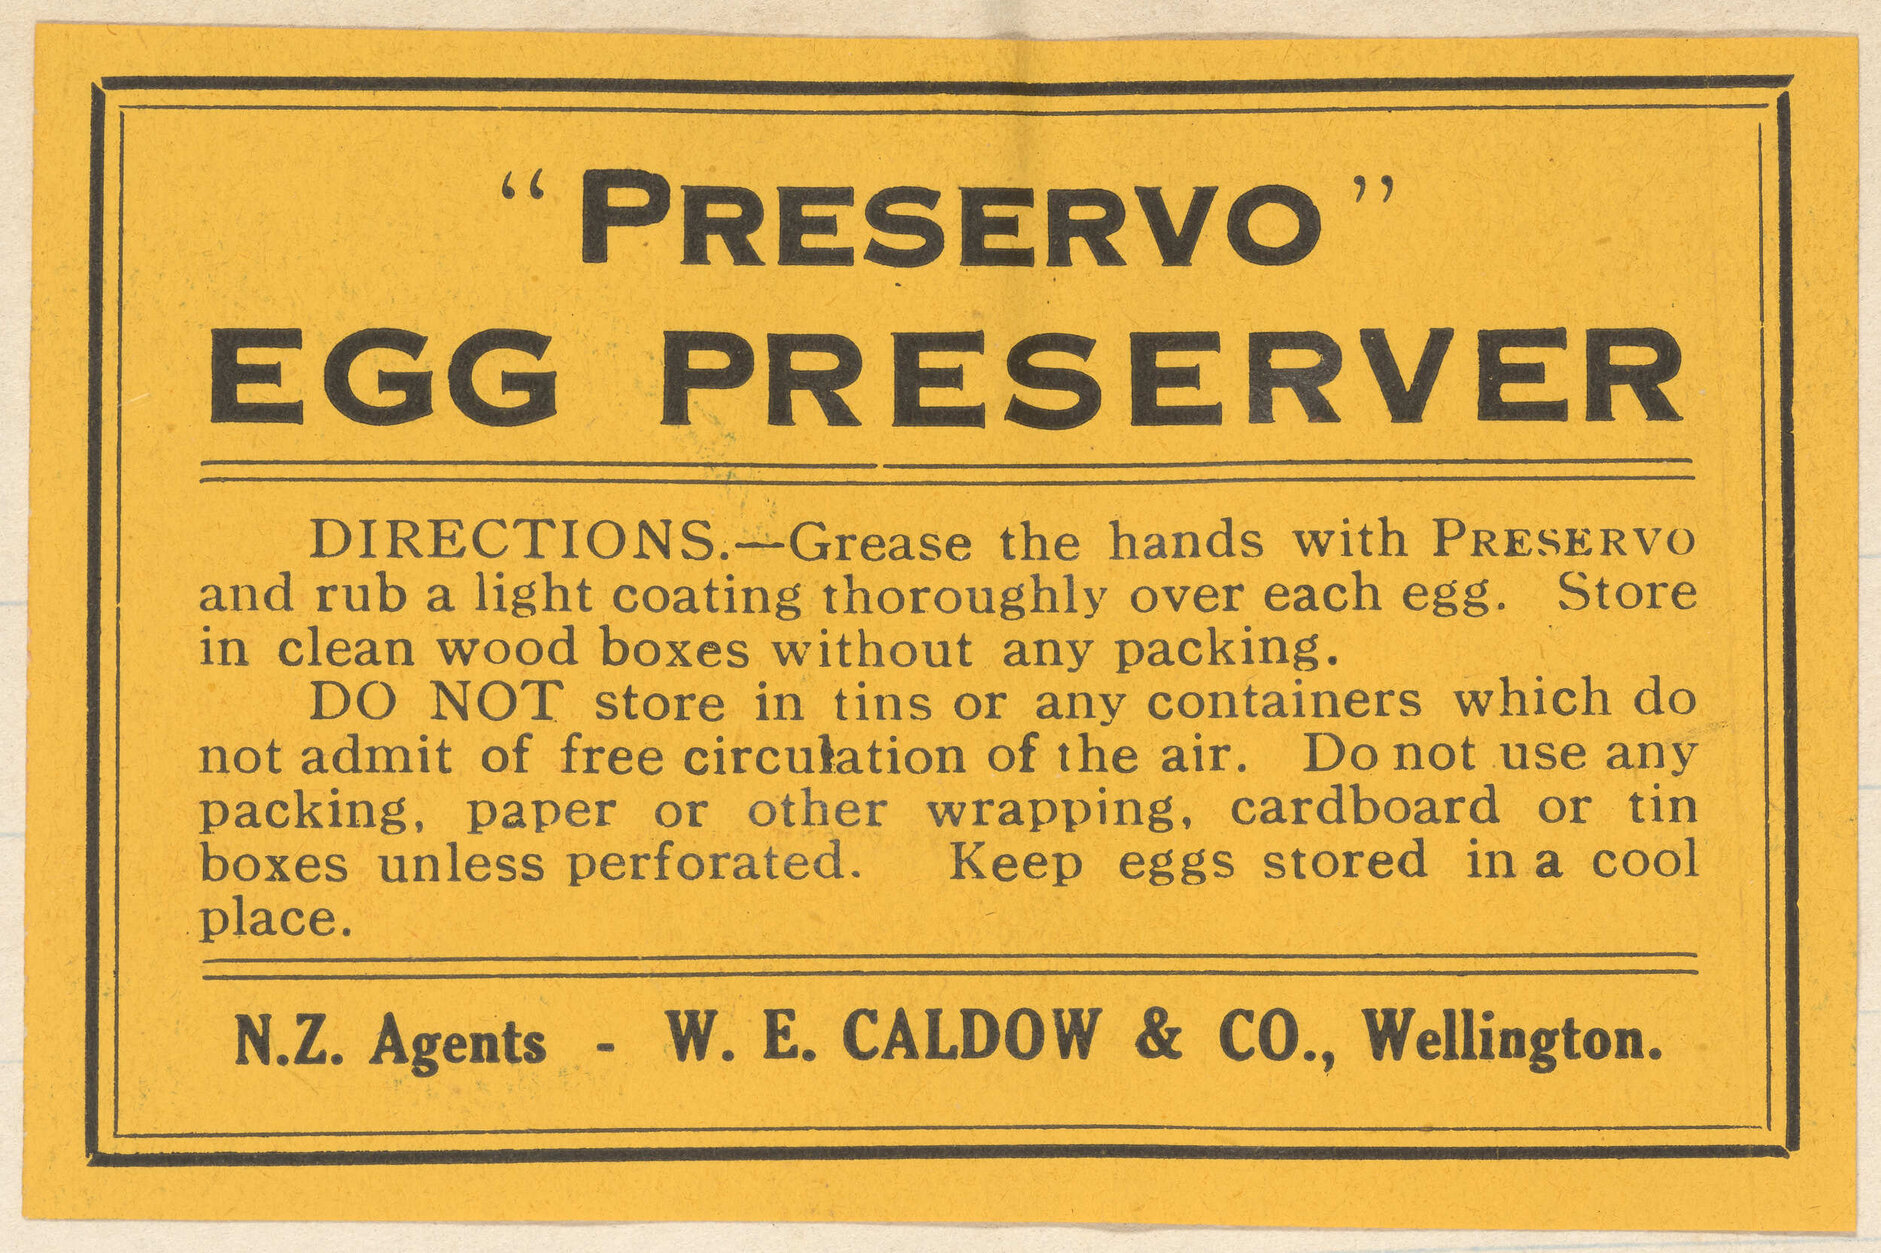 “ PRESERVO ”
EGG PRESERVER
DIRECTIONS.—Grease the hands with PRESERVO
and rub a light coating thoroughly over each egg. Store
in clean wood boxes without any packing.
DO NOT store in tins or any containers which do
not admit of free circulation of the air. Do not use any
packing, paper or other wrapping, cardboard or tin
boxes unless perforated. Keep eggs stored in a cool
place.
N.Z. Agents - W. E. CALDOW & CO., Wellington.